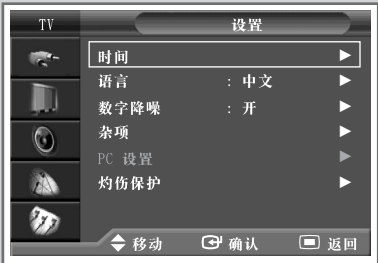 TV 设置
时间
语言 : 中文
数字降噪 : 开
杂项
PC 设置
灼伤保护
移动 确认 返回